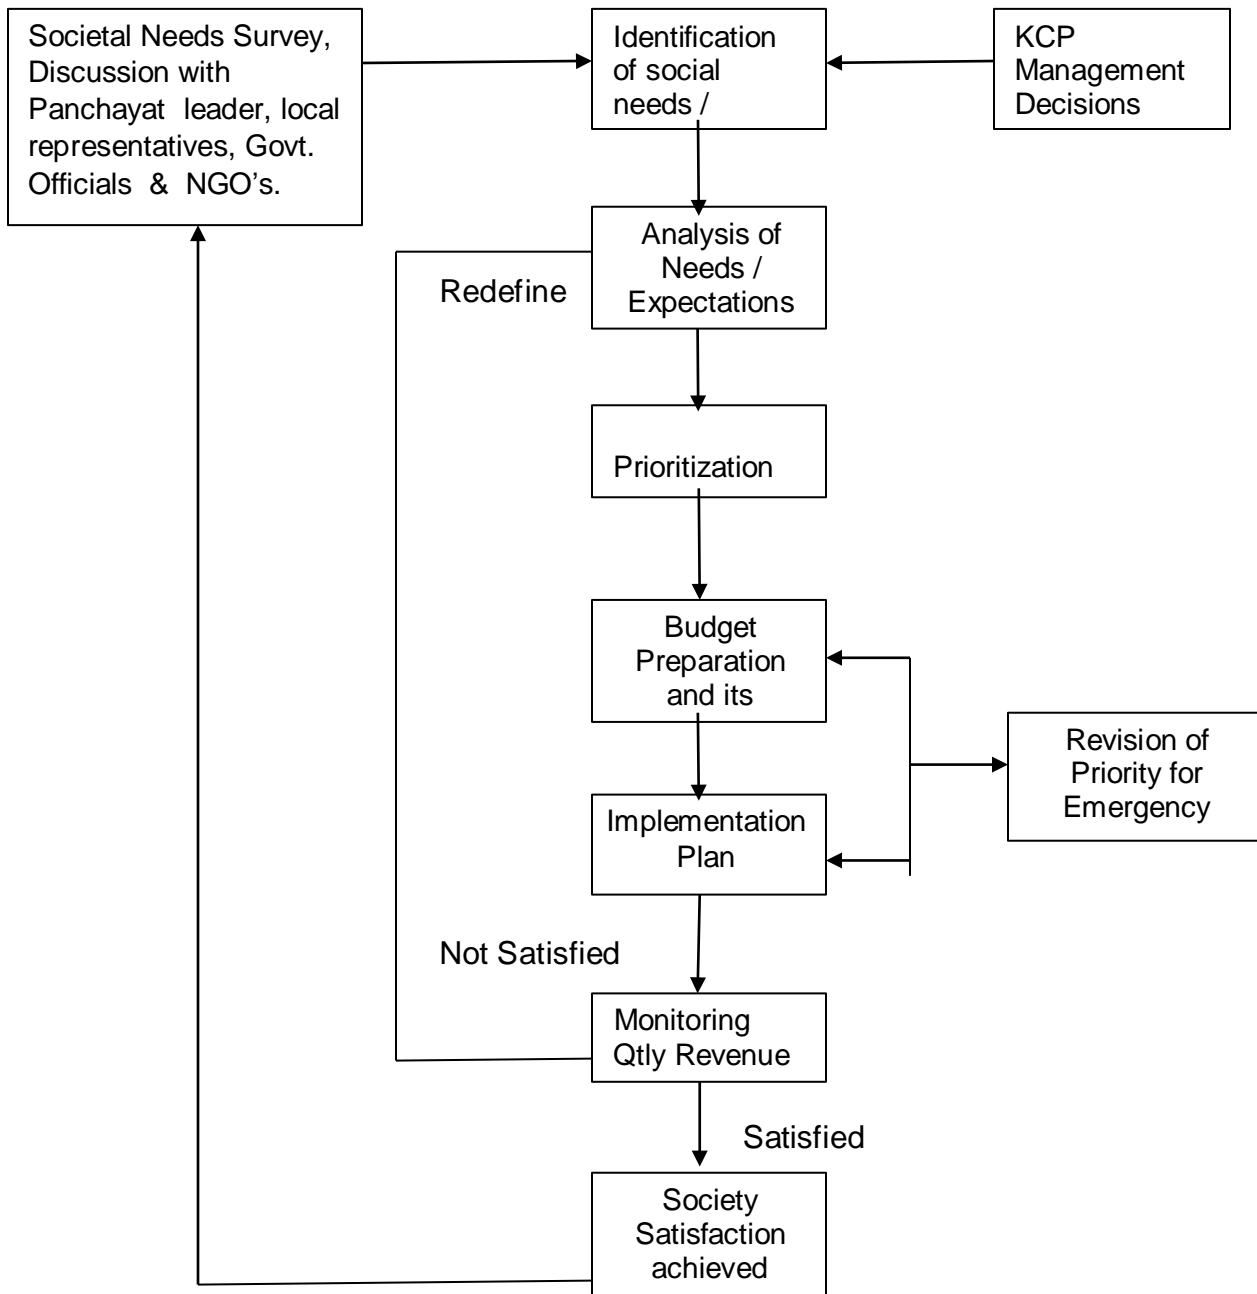 Societal Needs Survey,
Discussion with
Panchayat leader, local
representatives, Govt.
Officials & NGO’s.
Identification
of social
needs /
KCP
Management
Decisions
Analysis of
Needs /
Expectations
Redefine
Prioritization
Budget
Preparation
and its
Revision of
Priority for
Emergency
Implementation
Plan
Not Satisfied
Monitoring
Qtly Revenue
Satisfied
Society
Satisfaction
achieved